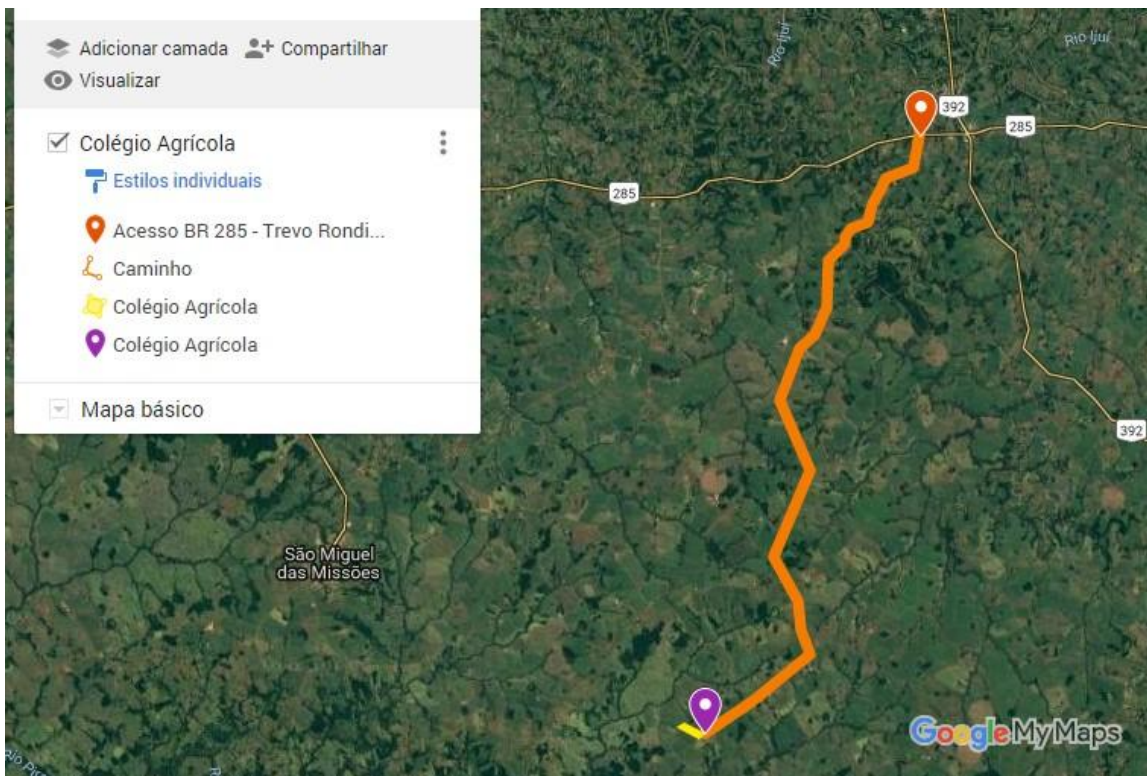 Adicionar camada Compartilhar
Visualizar
Colégio Agrícola
Estilos individuais
Acesso BR 285 - Trevo Rondi...
Caminho
Colégio Agrícola
Colégio Agrícola
Mapa básico
Rio Ijuí
Rio Ijuí
392
285
285
392
São Miguel
das Missões
Google My Maps